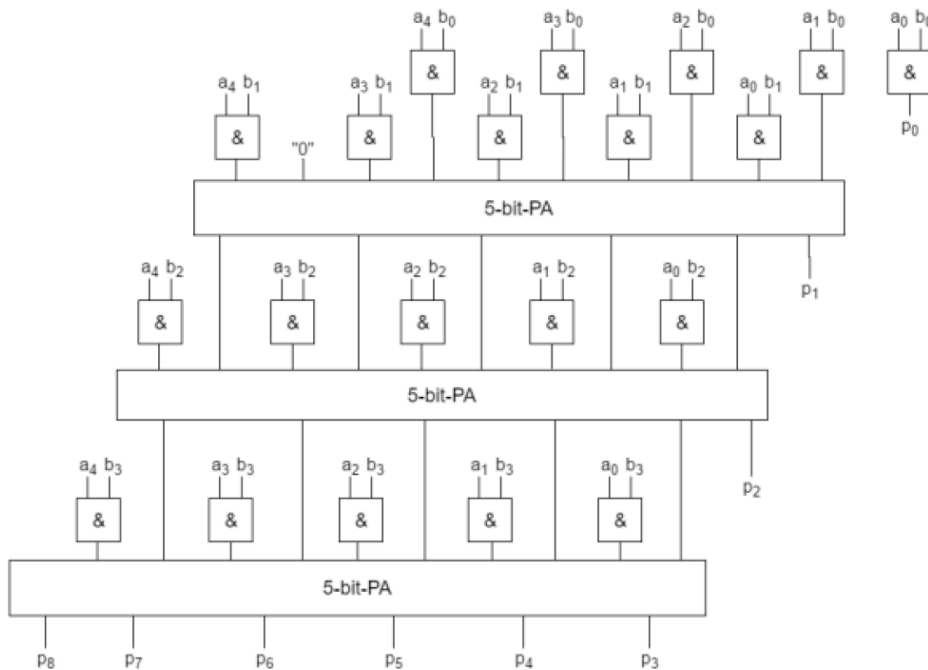 a₄ b₀ a₃ b₀ a₂ b₀ a₁ b₀ a₀ b₀
& & & & &
a₄ b₁ a₃ b₁ a₂ b₁ a₁ b₁ a₀ b₁
& "0" & & & & p₀
5-bit-PA
a₄ b₂ a₃ b₂ a₂ b₂ a₁ b₂ a₀ b₂ p₁
& & & & &
5-bit-PA
a₄ b₃ a₃ b₃ a₂ b₃ a₁ b₃ a₀ b₃ p₂
& & & & &
5-bit-PA
p₈ p₇ p₆ p₅ p₄ p₃